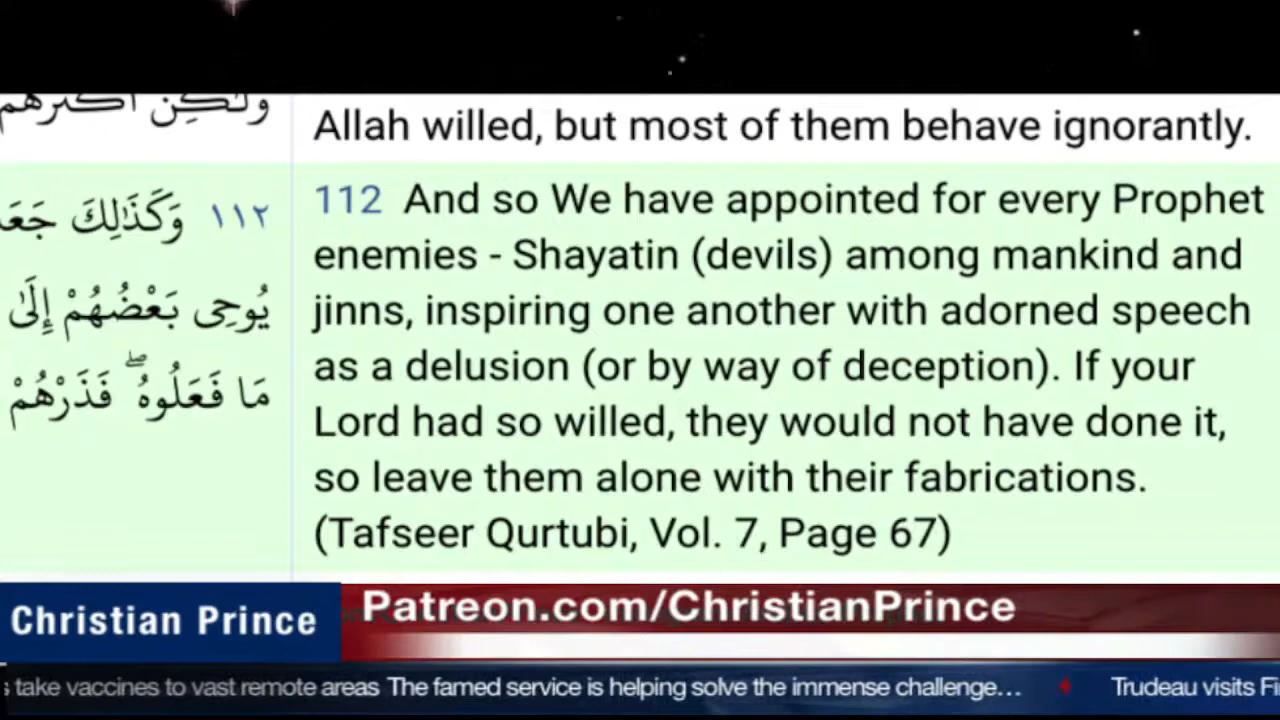 ولكن أكثرهم
Allah willed, but most of them behave ignorantly.
١١٢ وَكَذَٰلِكَ جَعَ
112 And so We have appointed for every Prophet
enemies - Shayatin (devils) among mankind and
يُوحِى بَعْضُهُمْ إِلَىٰ
jinns, inspiring one another with adorned speech
as a delusion (or by way of deception). If your
مَا فَعَلُوهُ ۖ فَذَرْهُمْ
Lord had so willed, they would not have done it,
so leave them alone with their fabrications.
(Tafseer Qurtubi, Vol. 7, Page 67)
Christian Prince
Patreon.com/ChristianPrince
s take vaccines to vast remote areas The famed service is helping solve the immense challenge... Trudeau visits Fi